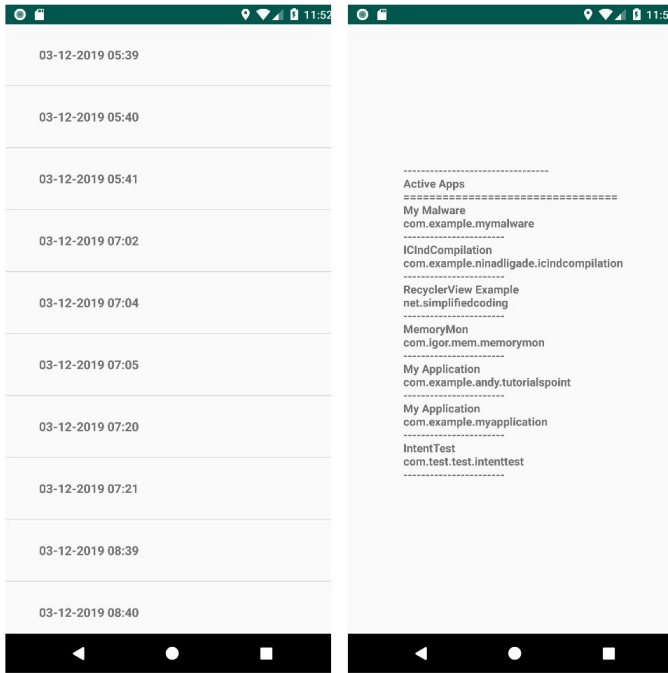 11:52
03-12-2019 05:39
03-12-2019 05:40
03-12-2019 05:41
03-12-2019 07:02
03-12-2019 07:04
03-12-2019 07:05
03-12-2019 07:20
03-12-2019 07:21
03-12-2019 08:39
03-12-2019 08:40
11:5
---------------------------------
Active Apps
=================================
My Malware
com.example.mymalware
-----------------------
ICIndCompilation
com.example.ninadligade.icindcompilation
-----------------------
RecyclerView Example
net.simplifiedcoding
-----------------------
MemoryMon
com.igor.mem.memorymon
-----------------------
My Application
com.example.andy.tutorialspoint
-----------------------
My Application
com.example.myapplication
-----------------------
IntentTest
com.test.test.intenttest
-----------------------